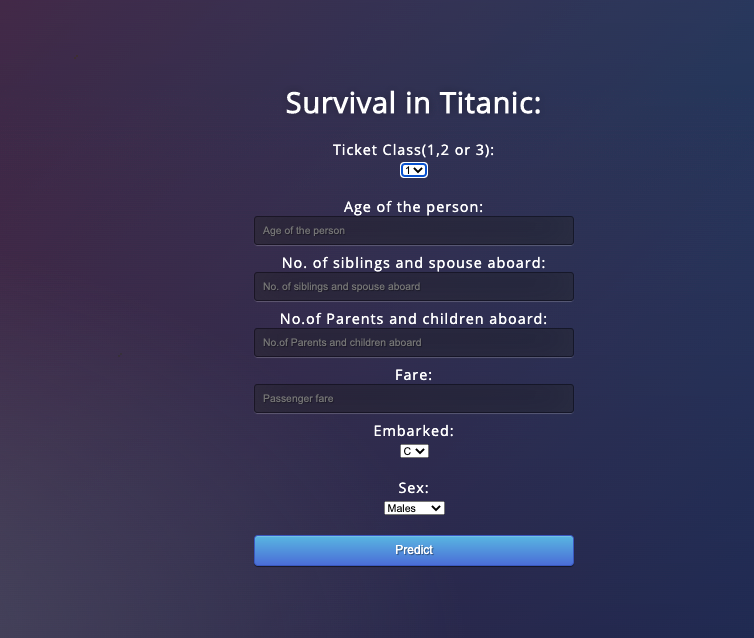 Survival in Titanic:
Ticket Class(1,2 or 3):
1
Age of the person:
Age of the person
No. of siblings and spouse aboard:
No. of siblings and spouse aboard
No.of Parents and children aboard:
No.of Parents and children aboard
Fare:
Passenger fare
Embarked:
C
Sex:
Males
Predict